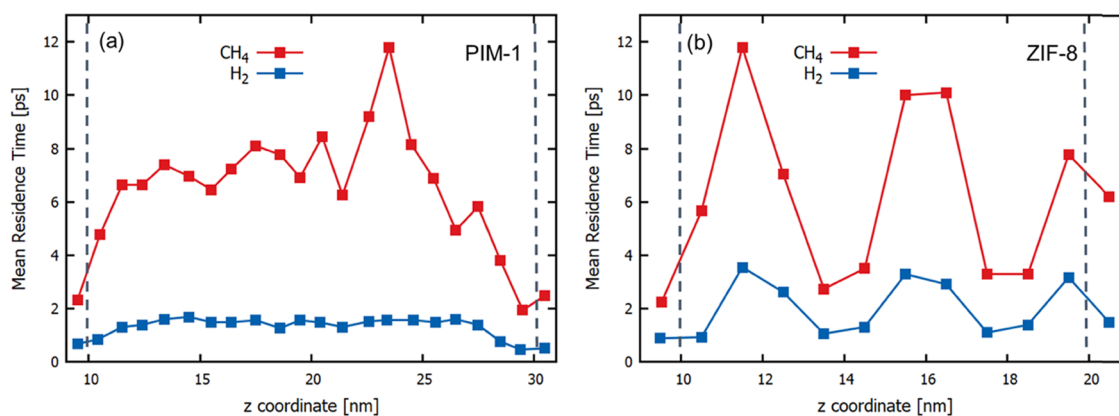 (a)
PIM-1
CH4
H2
Mean Residence Time [ps]
12
10
8
6
4
2
0
10
15
20
25
30
z coordinate [nm]
(b)
ZIF-8
CH4
H2
Mean Residence Time [ps]
12
10
8
6
4
2
0
10
12
14
16
18
20
z coordinate [nm]